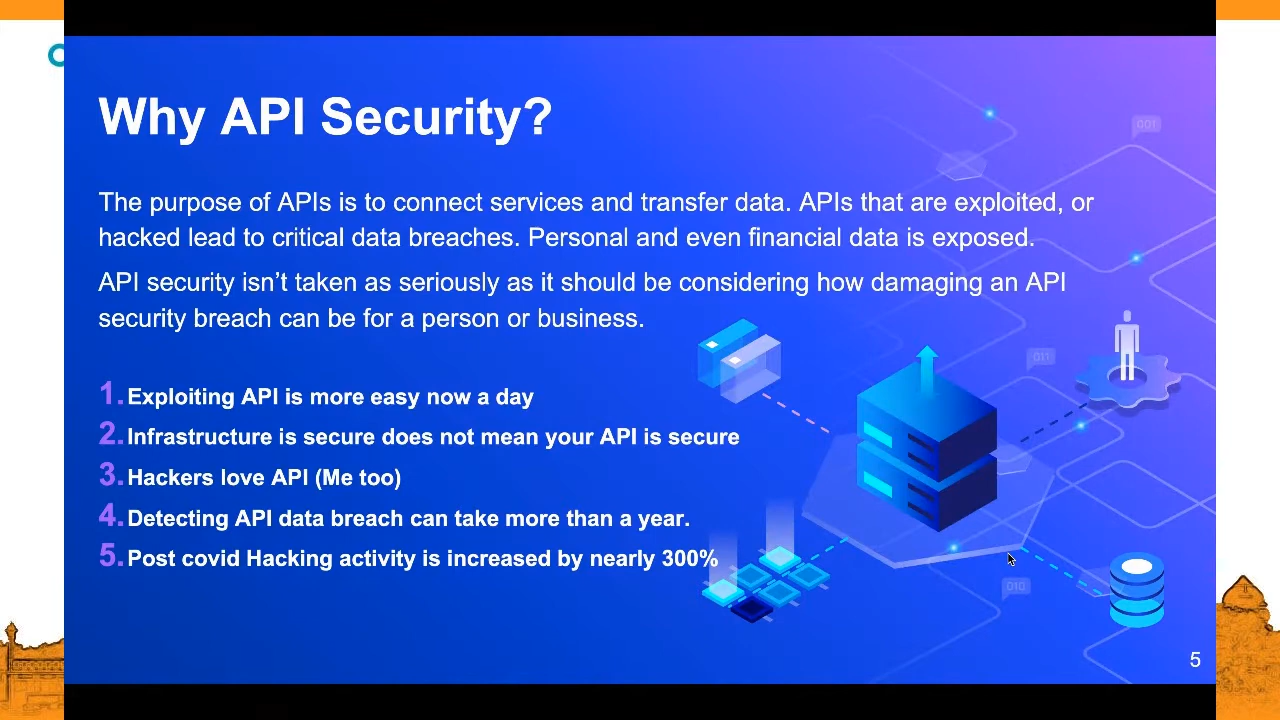 Why API Security?
The purpose of APIs is to connect services and transfer data. APIs that are exploited, or
hacked lead to critical data breaches. Personal and even financial data is exposed.
API security isn’t taken as seriously as it should be considering how damaging an API
security breach can be for a person or business.
1. Exploiting API is more easy now a day
2. Infrastructure is secure does not mean your API is secure
3. Hackers love API (Me too)
4. Detecting API data breach can take more than a year.
5. Post covid Hacking activity is increased by nearly 300%
001
011
010
5